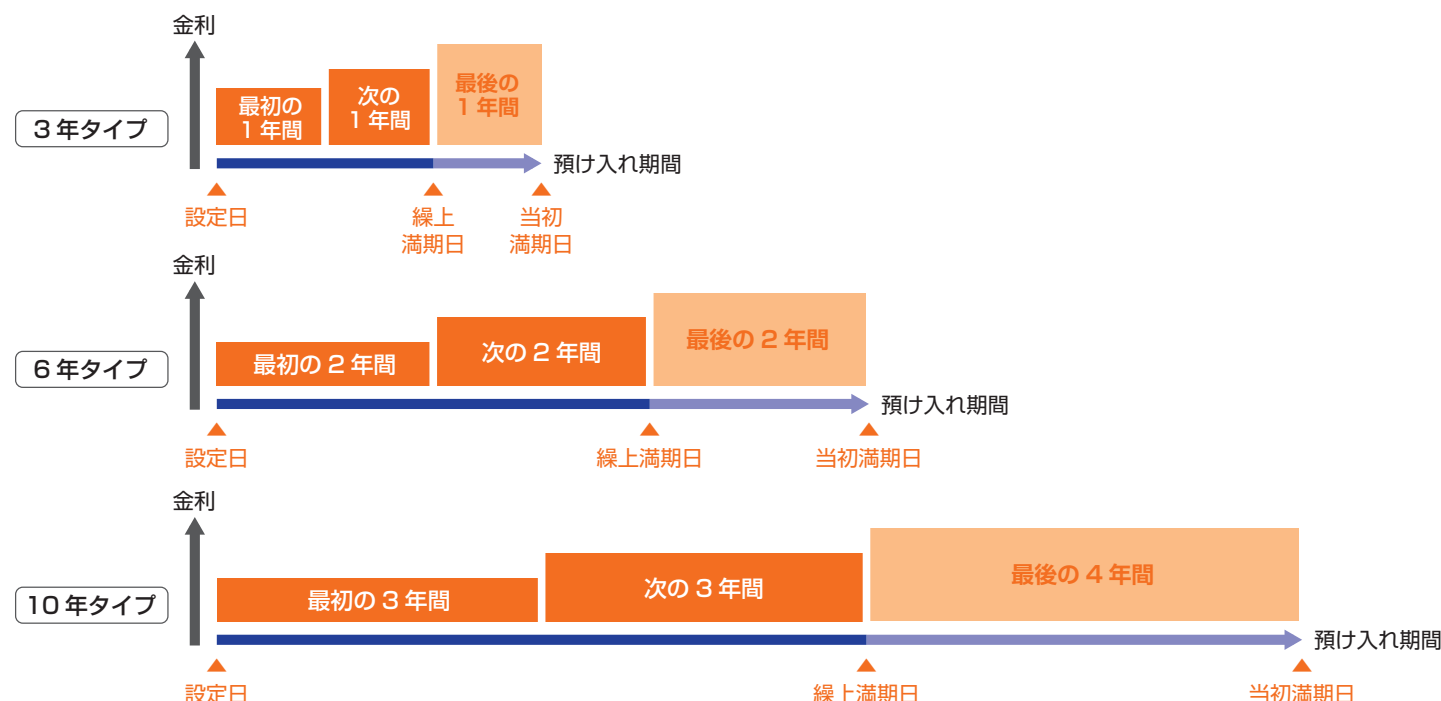 金利
3年タイプ
最初の
1年間
次の
1年間
最後の
1年間
預け入れ期間
設定日
繰上
満期日
当初
満期日
金利
6年タイプ
最初の2年間
次の2年間
最後の2年間
預け入れ期間
設定日
繰上満期日
当初満期日
金利
10年タイプ
最初の3年間
次の3年間
最後の4年間
預け入れ期間
設定日
繰上満期日
当初満期日